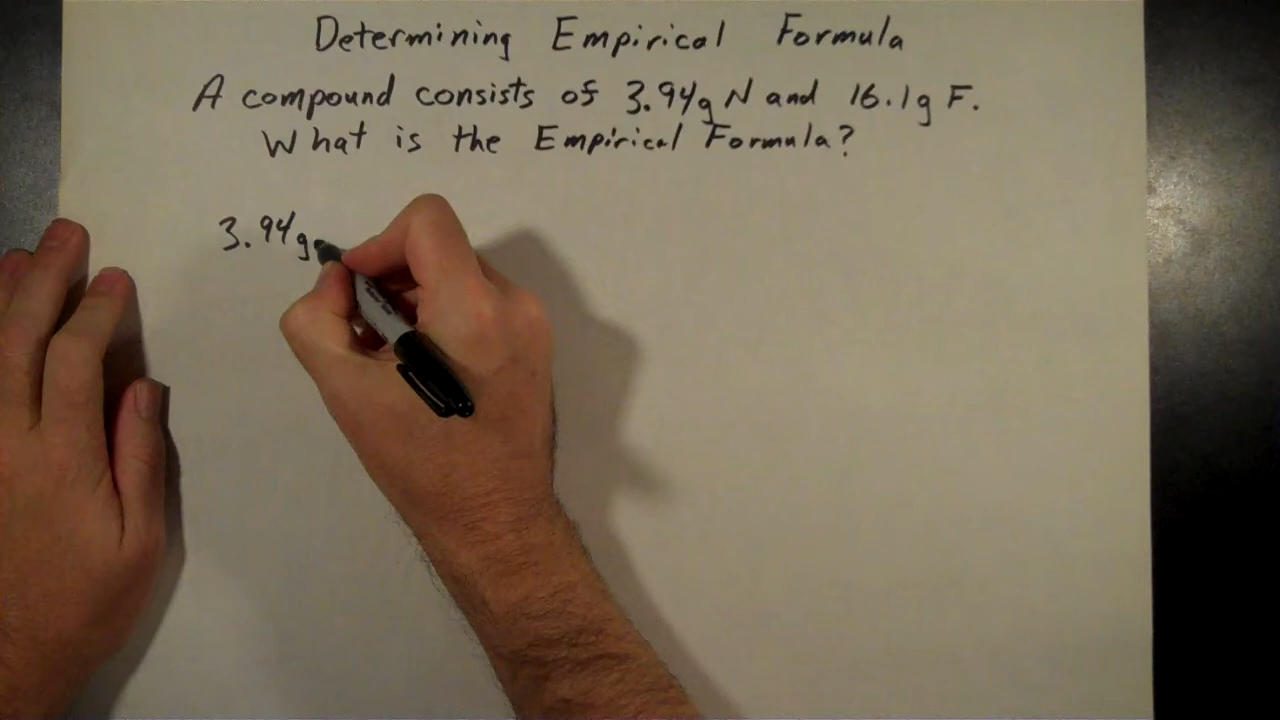 Determining Empirical Formula
A compound consists of 3.94g N and 16.1g F.
What is the Empirical Formula?
3.94g